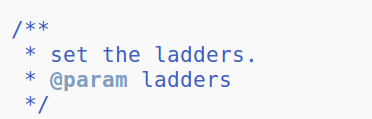 /**
 * set the ladders.
 * @param ladders
 */